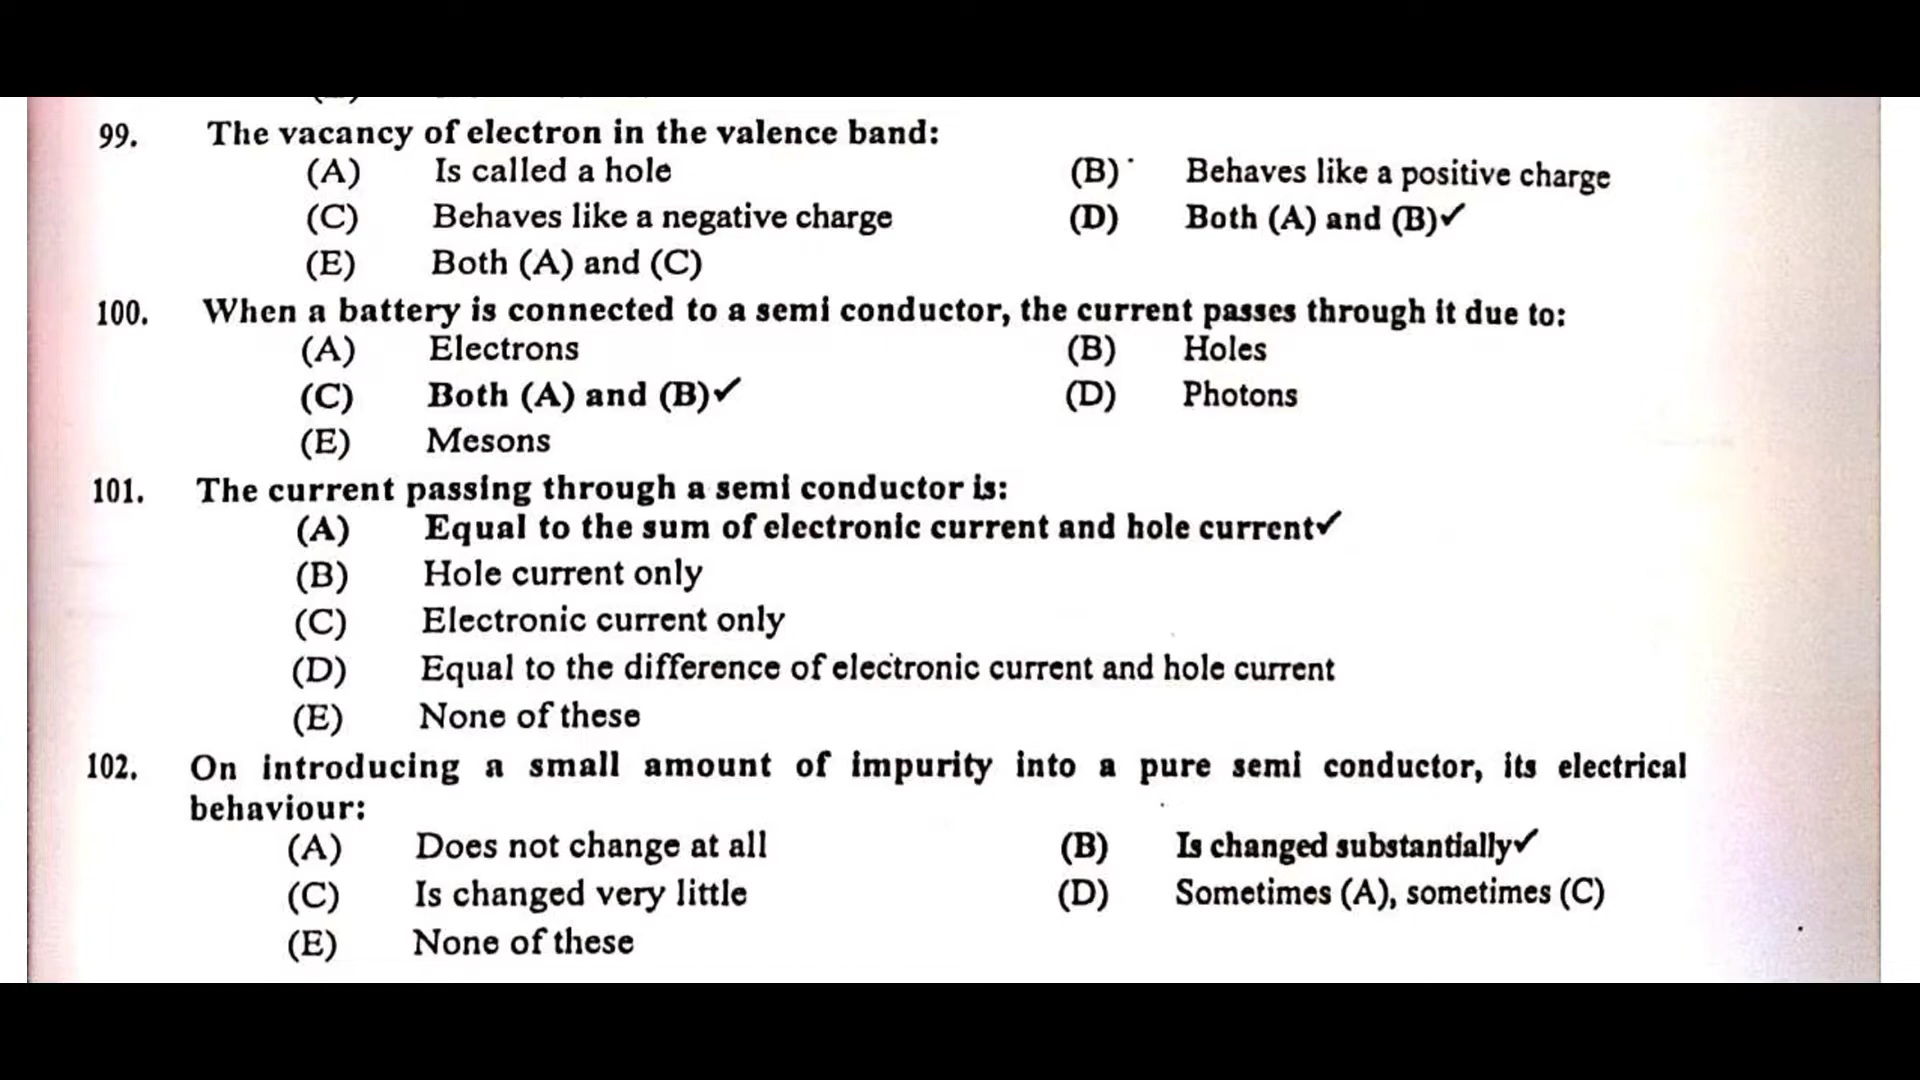 99. The vacancy of electron in the valence band:
(A) Is called a hole (B) Behaves like a positive charge
(C) Behaves like a negative charge (D) Both (A) and (B)✓
(E) Both (A) and (C)
100. When a battery is connected to a semi conductor, the current passes through it due to:
(A) Electrons (B) Holes
(C) Both (A) and (B)✓ (D) Photons
(E) Mesons
101. The current passing through a semi conductor is:
(A) Equal to the sum of electronic current and hole current✓
(B) Hole current only
(C) Electronic current only
(D) Equal to the difference of electronic current and hole current
(E) None of these
102. On introducing a small amount of impurity into a pure semi conductor, its electrical
behaviour:
(A) Does not change at all (B) Is changed substantially✓
(C) Is changed very little (D) Sometimes (A), sometimes (C)
(E) None of these